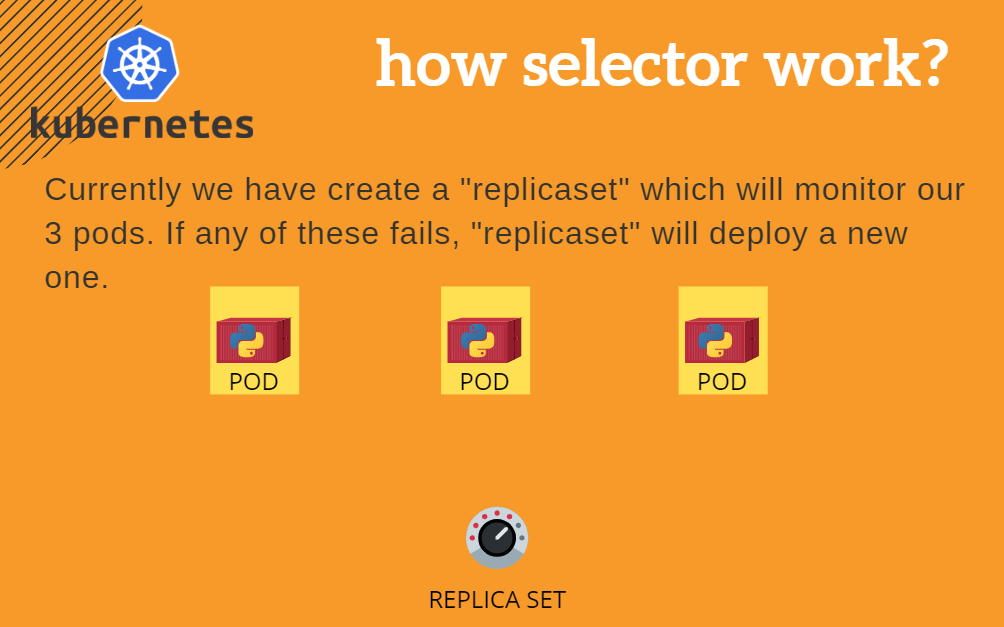 how selector work?
kubernetes
Currently we have create a "replicaset" which will monitor our
3 pods. If any of these fails, "replicaset" will deploy a new
one.
POD
POD
POD
REPLICA SET